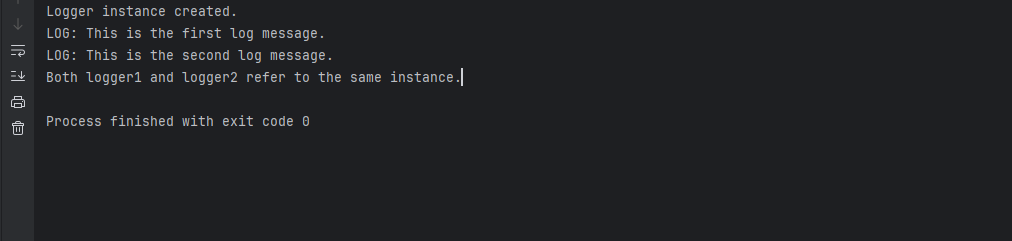 Logger instance created.
LOG: This is the first log message.
LOG: This is the second log message.
Both logger1 and logger2 refer to the same instance.
Process finished with exit code 0